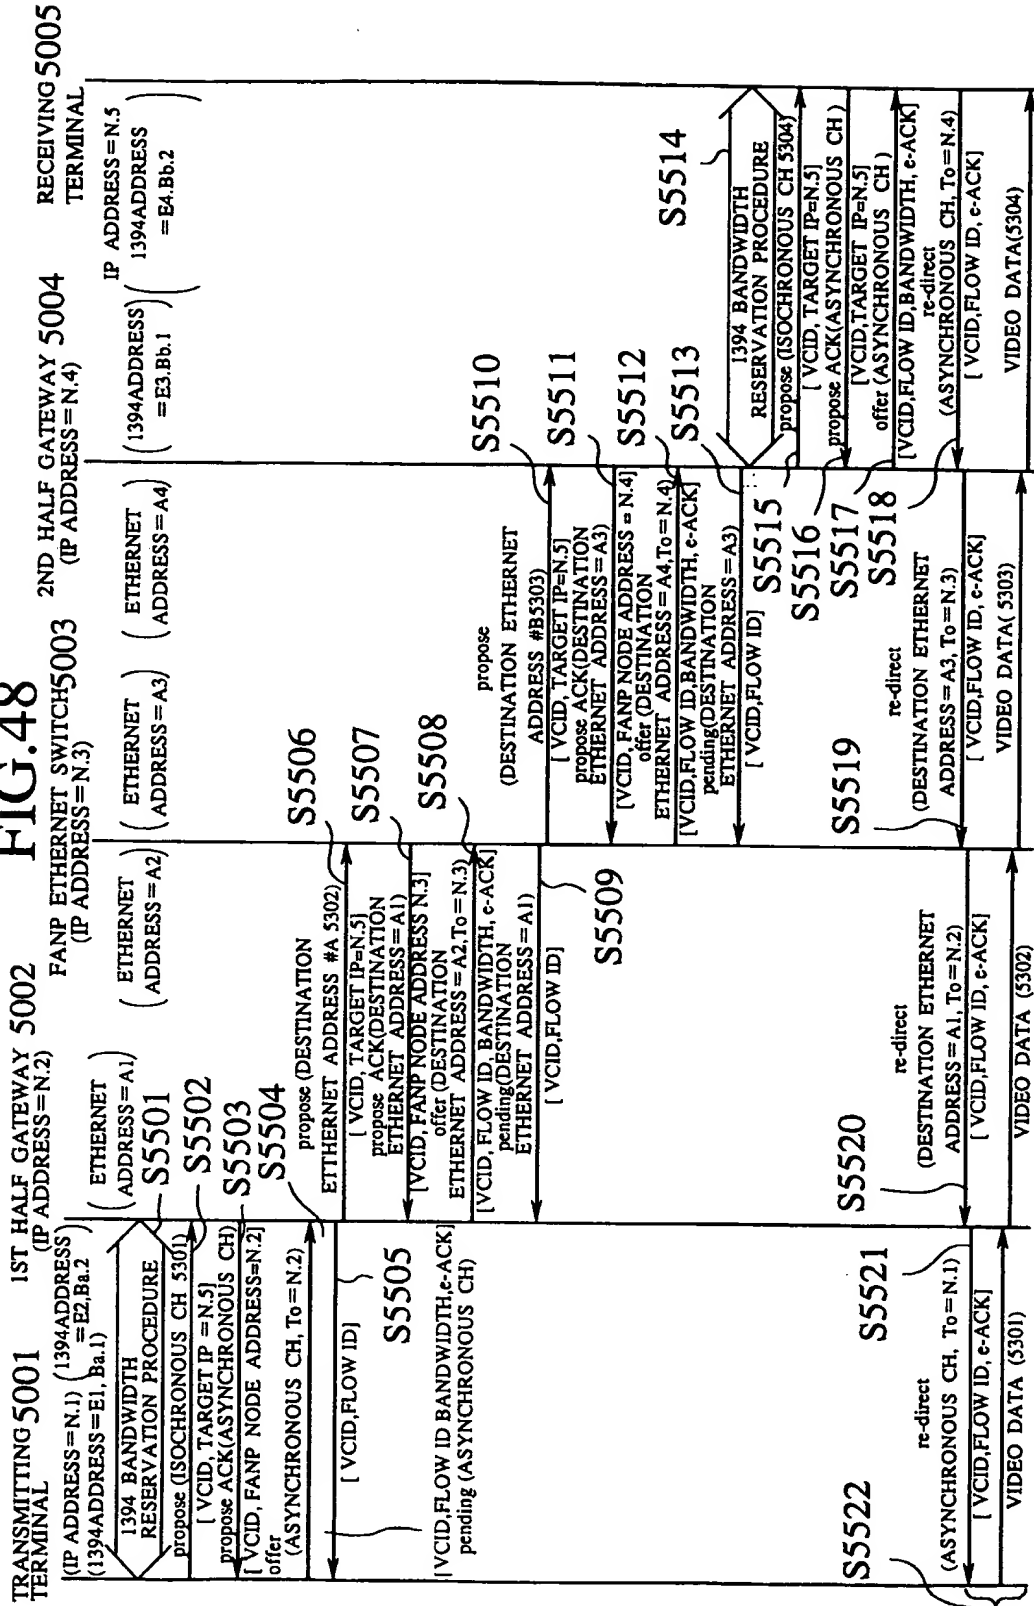 FIG.48
TRANSMITTING 5001
TERMINAL
(IP ADDRESS=N.1)
(1394ADDRESS=E1, Ba.1)
1ST HALF GATEWAY 5002
(IP ADDRESS=N.2)
(1394ADDRESS
=E2,Ba.2)
(ETHERNET
ADDRESS=A1)
FANP ETHERNET SWITCH 5003
(IP ADDRESS=N.3)
(ETHERNET
ADDRESS=A2)
(ETHERNET
ADDRESS=A3)
2ND HALF GATEWAY 5004
(IP ADDRESS=N.4)
(ETHERNET
ADDRESS=A4)
(1394ADDRESS
=E3.Bb.1)
RECEIVING 5005
TERMINAL
(IP ADDRESS=N.5
1394ADDRESS
=E4.Bb.2)
1394 BANDWIDTH
RESERVATION PROCEDURE
S5501
propose (ISOCHRONOUS CH 5301)
S5502
[ VCID, TARGET IP=N.5]
propose ACK(ASYNCHRONOUS CH)
S5503
[ VCID, FANP NODE ADDRESS=N.2]
offer
(ASYNCHRONOUS CH, To=N.2)
S5504
[ VCID,FLOW ID]
S5505
[VCID,FLOW ID BANDWIDTH,e-ACK]
pending (ASYNCHRONOUS CH)
propose (DESTINATION
ETTHERNET ADDRESS #A 5302)
S5506
[ VCID, TARGET IP=N.5]
propose ACK(DESTINATION
ETHERNET ADDRESS=A1)
S5507
[VCID, FANP NODE ADDRESS N.3]
offer (DESTINATION
ETHERNET ADDRESS=A2,To=N.3)
S5508
[VCID, FLOW ID, BANDWIDTH, e-ACK]
pending(DESTINATION
ETHERNET ADDRESS=A1)
S5509
[ VCID,FLOW ID]
propose
(DESTINATION ETHERNET
ADDRESS #B5303)
S5510
[ VCID, TARGET IP=N.5]
propose ACK(DESTINATION
ETHERNET ADDRESS=A3)
S5511
[VCID, FANP NODE ADDRESS = N.4]
offer (DESTINATION
ETHERNET ADDRESS=A4,To=N.4)
S5512
[VCID,FLOW ID,BANDWIDTH, e-ACK]
pending(DESTINATION
ETHERNET ADDRESS=A3)
S5513
[ VCID,FLOW ID]
S5514
1394 BANDWIDTH
RESERVATION PROCEDURE
propose (ISOCHRONOUS CH 5304)
S5515
[ VCID, TARGET IP=N.5]
propose ACK(ASYNCHRONOUS CH )
S5516
[VCID,TARGET IP=N.5]
offer (ASYNCHRONOUS CH )
S5517
[VCID,FLOW ID,BANDWIDTH, e-ACK]
re-direct
(ASYNCHRONOUS CH, To=N.4)
S5518
[ VCID,FLOW ID, e-ACK]
VIDEO DATA(5304)
re-direct
(DESTINATION ETHERNET
ADDRESS=A3, To=N.3)
S5519
[ VCID,FLOW ID, e-ACK]
VIDEO DATA( 5303)
re-direct
(DESTINATION ETHERNET
ADDRESS=A1, To=N.2)
S5520
[ VCID,FLOW ID, e-ACK]
VIDEO DATA (5302)
S5521
re-direct
(ASYNCHRONOUS CH, To=N.1)
[ VCID,FLOW ID, e-ACK]
VIDEO DATA (5301)
S5522